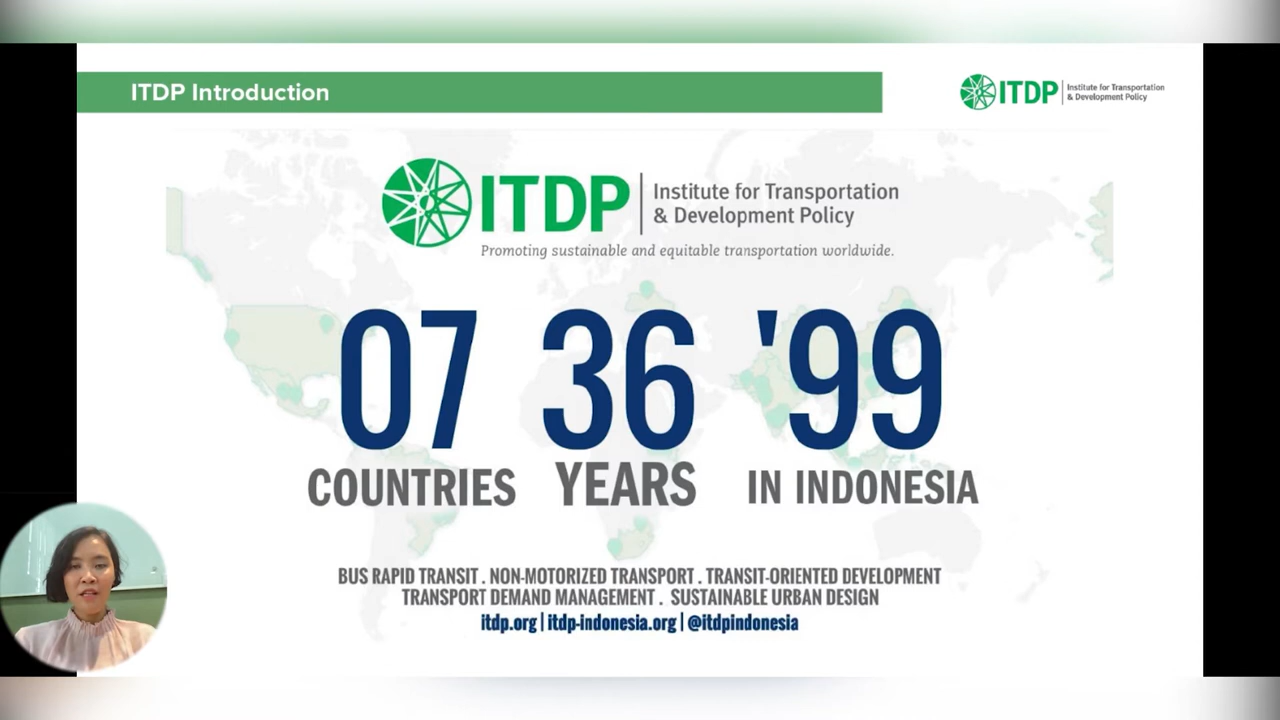 ITDP Introduction
ITDP Institute for Transportation
& Development Policy
ITDP Institute for Transportation
& Development Policy
Promoting sustainable and equitable transportation worldwide.
07 36 '99
COUNTRIES YEARS IN INDONESIA
BUS RAPID TRANSIT . NON-MOTORIZED TRANSPORT . TRANSIT-ORIENTED DEVELOPMENT
TRANSPORT DEMAND MANAGEMENT . SUSTAINABLE URBAN DESIGN
itdp.org | itdp-indonesia.org | @itdpindonesia